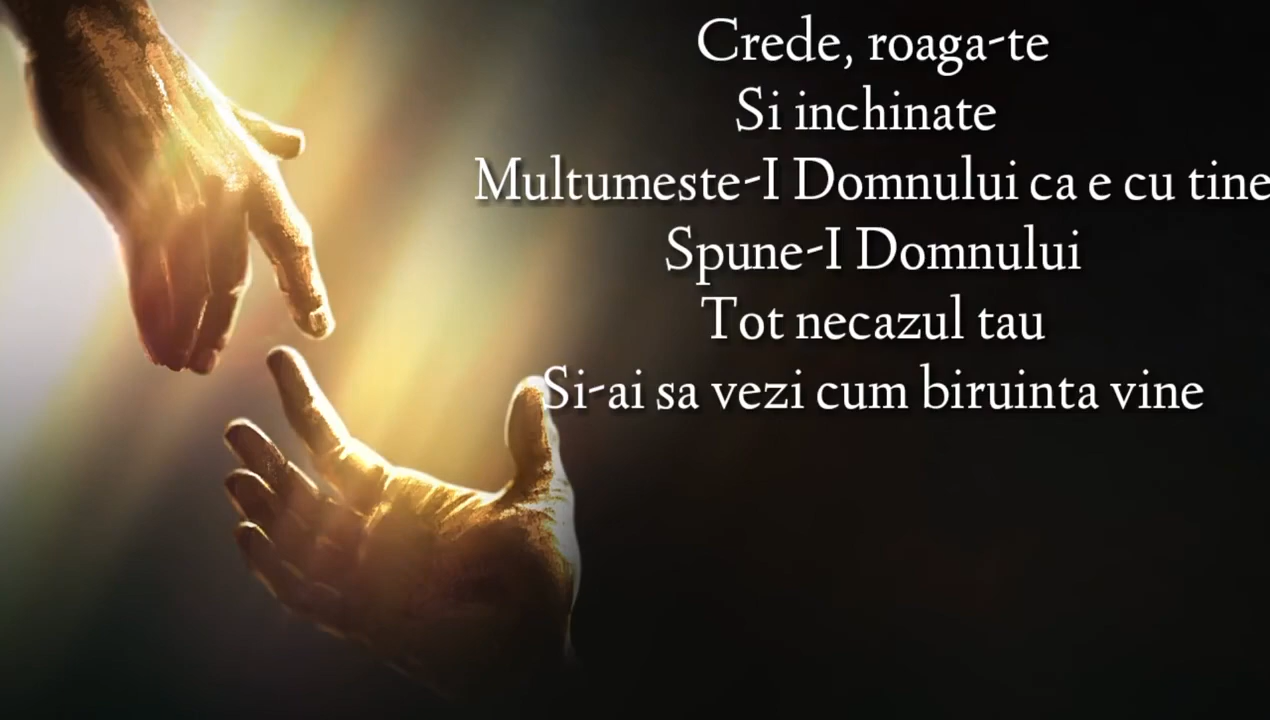 Crede, roaga-te
Si inchinate
Multumeste-I Domnului ca e cu tine
Spune-I Domnului
Tot necazul tau
Si-ai sa vezi cum biruinta vine